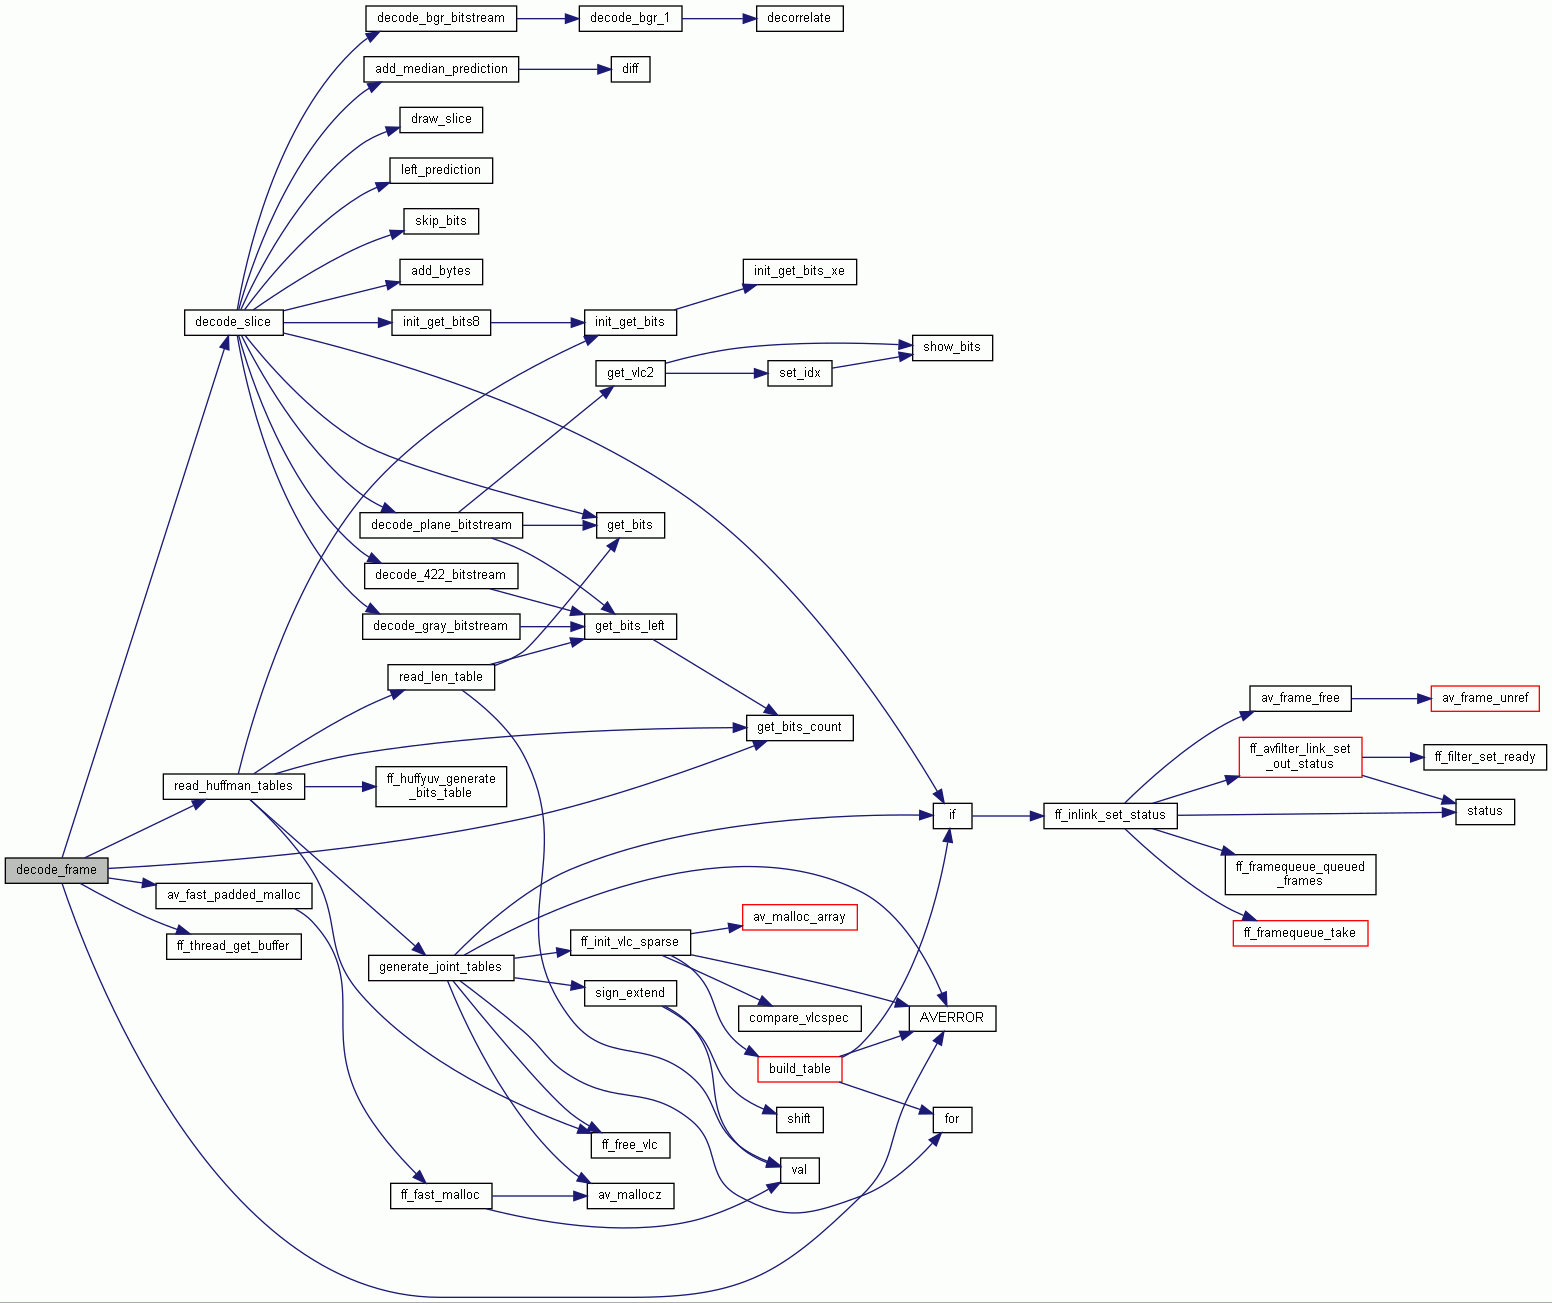 decode_bgr_bitstream
decode_bgr_1
decorrelate
add_median_prediction
diff
draw_slice
left_prediction
skip_bits
add_bytes
init_get_bits_xe
decode_slice
init_get_bits8
init_get_bits
show_bits
get_vlc2
set_idx
decode_plane_bitstream
get_bits
decode_422_bitstream
decode_gray_bitstream
get_bits_left
read_len_table
av_frame_free
av_frame_unref
get_bits_count
ff_avfilter_link_set
_out_status
ff_filter_set_ready
read_huffman_tables
ff_huffyuv_generate
_bits_table
if
ff_inlink_set_status
status
decode_frame
ff_framequeue_queued
_frames
av_fast_padded_malloc
av_malloc_array
ff_framequeue_take
ff_thread_get_buffer
ff_init_vlc_sparse
generate_joint_tables
sign_extend
compare_vlcspec
AVERROR
build_table
shift
for
ff_free_vlc
val
ff_fast_malloc
av_mallocz